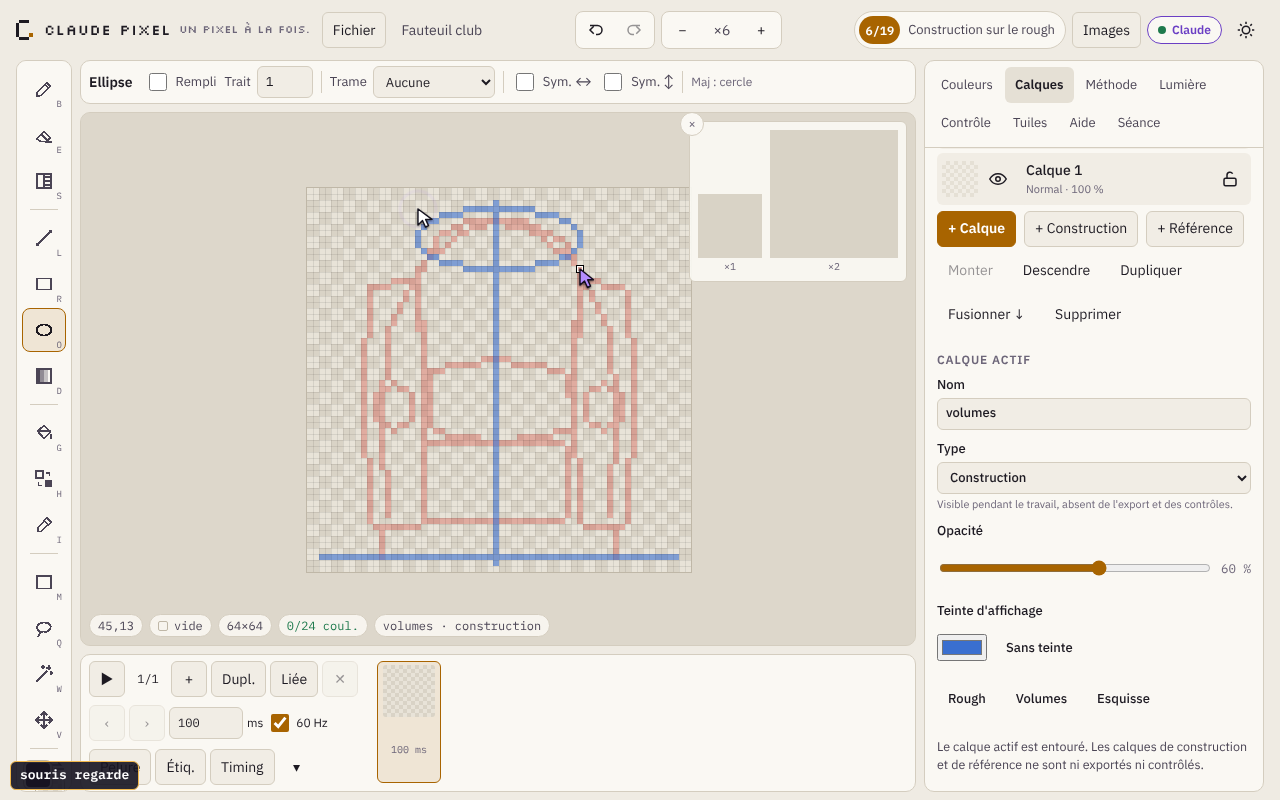 CLAUDE PIXEL UN PIXEL À LA FOIS. Fichier Fauteuil club − ×6 + 6/19 Construction sur le rough Images Claude
Ellipse Rempli Trait 1 Trame Aucune Sym. ↔ Sym. ↕ Maj : cercle
B
E
S
L
R
O
D
G
H
I
M
Q
W
V
×
×1 ×2
45,13 vide 64×64 0/24 coul. volumes · construction
1/1 + Dupl. Liée ×
‹ › 100 ms 60 Hz
Étiq. Timing ▼
100 ms
souris regarde
Couleurs Calques Méthode Lumière
Contrôle Tuiles Aide Séance
Calque 1
Normal · 100 %
+ Calque + Construction + Référence
Monter Descendre Dupliquer
Fusionner ↓ Supprimer
CALQUE ACTIF
Nom
volumes
Type
Construction
Visible pendant le travail, absent de l'export et des contrôles.
Opacité
60 %
Teinte d'affichage
Sans teinte
Rough Volumes Esquisse
Le calque actif est entouré. Les calques de construction
et de référence ne sont ni exportés ni contrôlés.